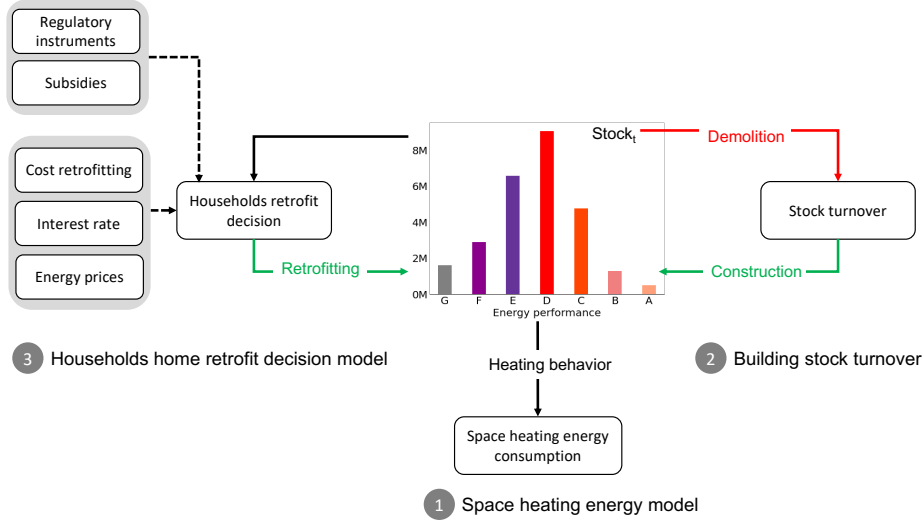 Regulatory
instruments
Subsidies
Cost retrofitting
Interest rate
Energy prices
Households retrofit
decision
Retrofitting
Stock_t
8M
6M
4M
2M
0M
G F E D C B A
Energy performance
Demolition
Stock turnover
Construction
3 Households home retrofit decision model
Heating behavior
2 Building stock turnover
Space heating energy
consumption
1 Space heating energy model